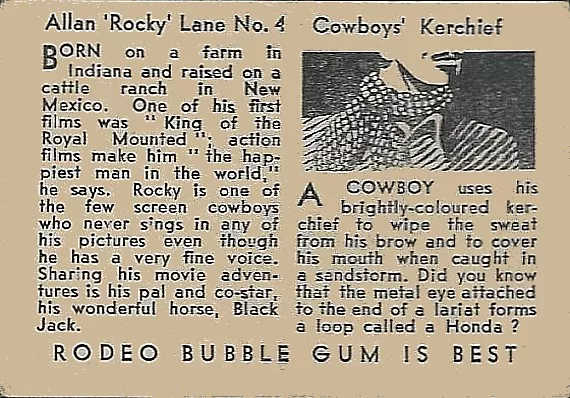 Allan 'Rocky' Lane No. 4
BORN on a farm in
Indiana and raised on a
cattle ranch in New
Mexico. One of his first
films was "King of the
Royal Mounted"; action
films make him "the hap-
piest man in the world,"
he says. Rocky is one of
the few screen cowboys
who never sings in any of
his pictures even though
he has a very fine voice.
Sharing his movie adven-
tures is his pal and co-star,
his wonderful horse, Black
Jack.
Cowboys' Kerchief
A COWBOY uses his
brightly-coloured ker-
chief to wipe the sweat
from his brow and to cover
his mouth when caught in
a sandstorm. Did you know
that the metal eye attached
to the end of a lariat forms
a loop called a Honda?
RODEO BUBBLE GUM IS BEST